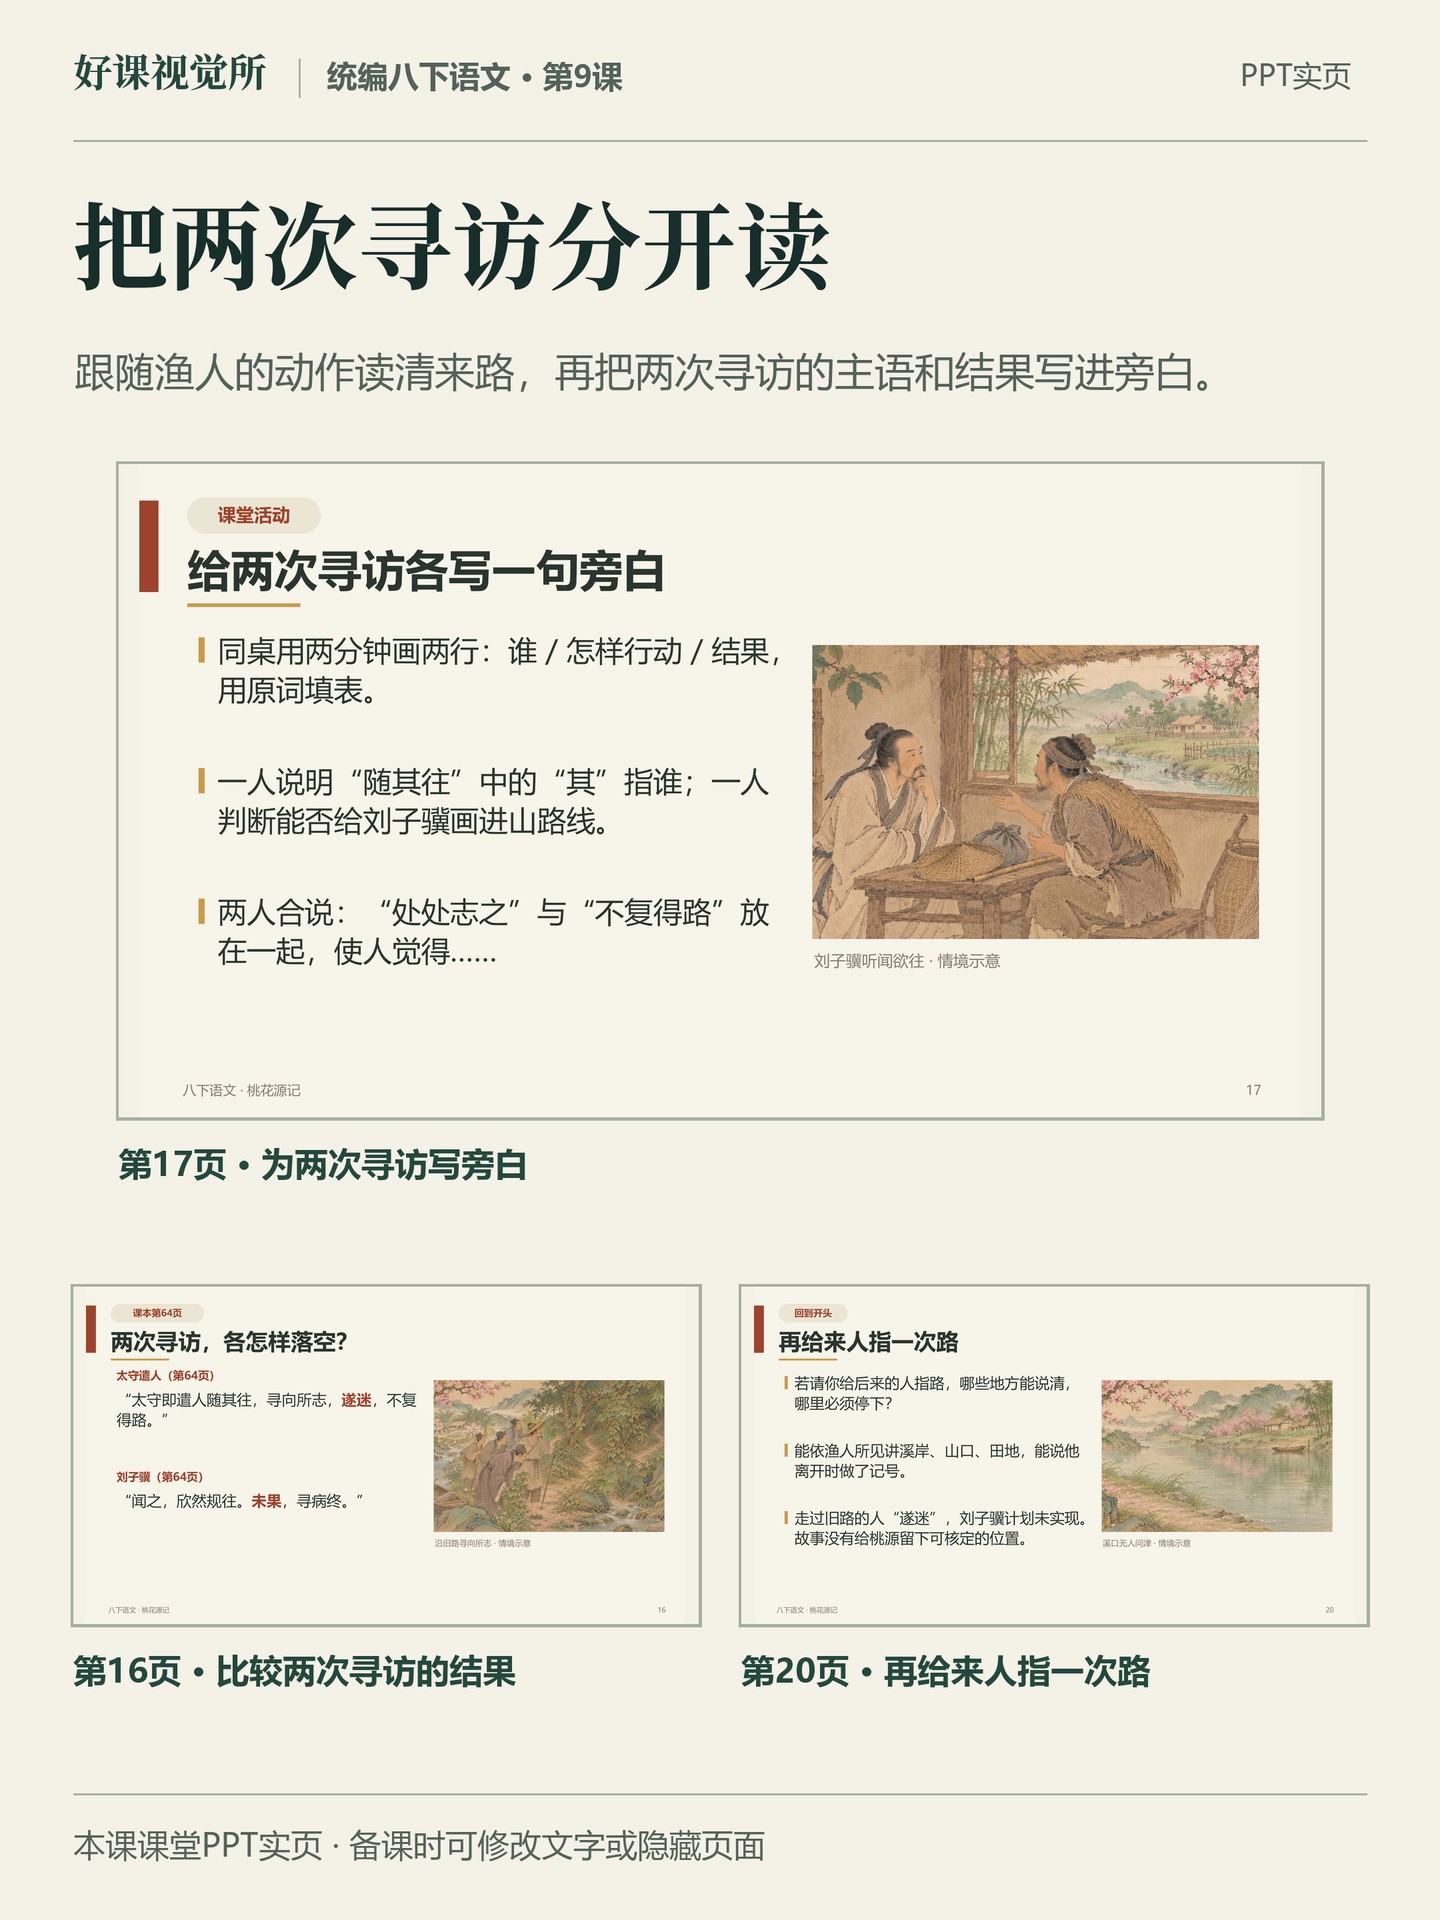 好课视觉所
统编八下语文·第9课
PPT实页
把两次寻访分开读
跟随渔人的动作读清来路，再把两次寻访的主语和结果写进旁白。
课堂活动
给两次寻访各写一句旁白
同桌用两分钟画两行：谁 / 怎样行动 / 结果，
用原词填表。
一人说明“随其往”中的“其”指谁；一人
判断能否给刘子骥画进山路线。
两人合说：“处处志之”与“不复得路”放
在一起，使人觉得……
刘子骥听闻欲往 · 情境示意
八下语文 · 桃花源记
17
第17页 · 为两次寻访写旁白
课本第64页
两次寻访，各怎样落空？
太守遣人（第64页）
“太守即遣人随其往，寻向所志，遂迷，不复
得路。”
刘子骥（第64页）
“闻之，欣然规往。未果，寻病终。”
沿旧路寻向所志 · 情境示意
八下语文 · 桃花源记
16
第16页 · 比较两次寻访的结果
回到开头
再给来人指一次路
若请你给后来的人指路，哪些地方能说清，
哪里必须停下？
能依渔人所见讲溪岸、山口、田地，能说他
离开时做了记号。
走过旧路的人“遂迷”，刘子骥计划未实现。
故事没有给桃源留下可核定的位置。
溪口无人问津 · 情境示意
八下语文 · 桃花源记
20
第20页 · 再给来人指一次路
本课课堂PPT实页 · 备课时可修改文字或隐藏页面